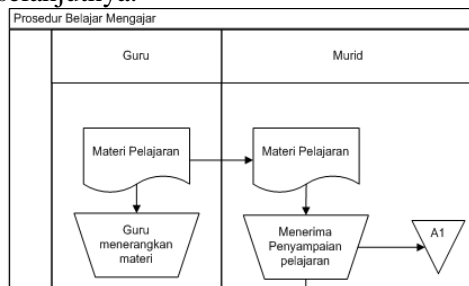 Prosedur Belajar Mengajar
Guru
Murid
Materi Pelajaran
Materi Pelajaran
Guru
menerangkan
materi
Menerima
Penyampaian
pelajaran
A1